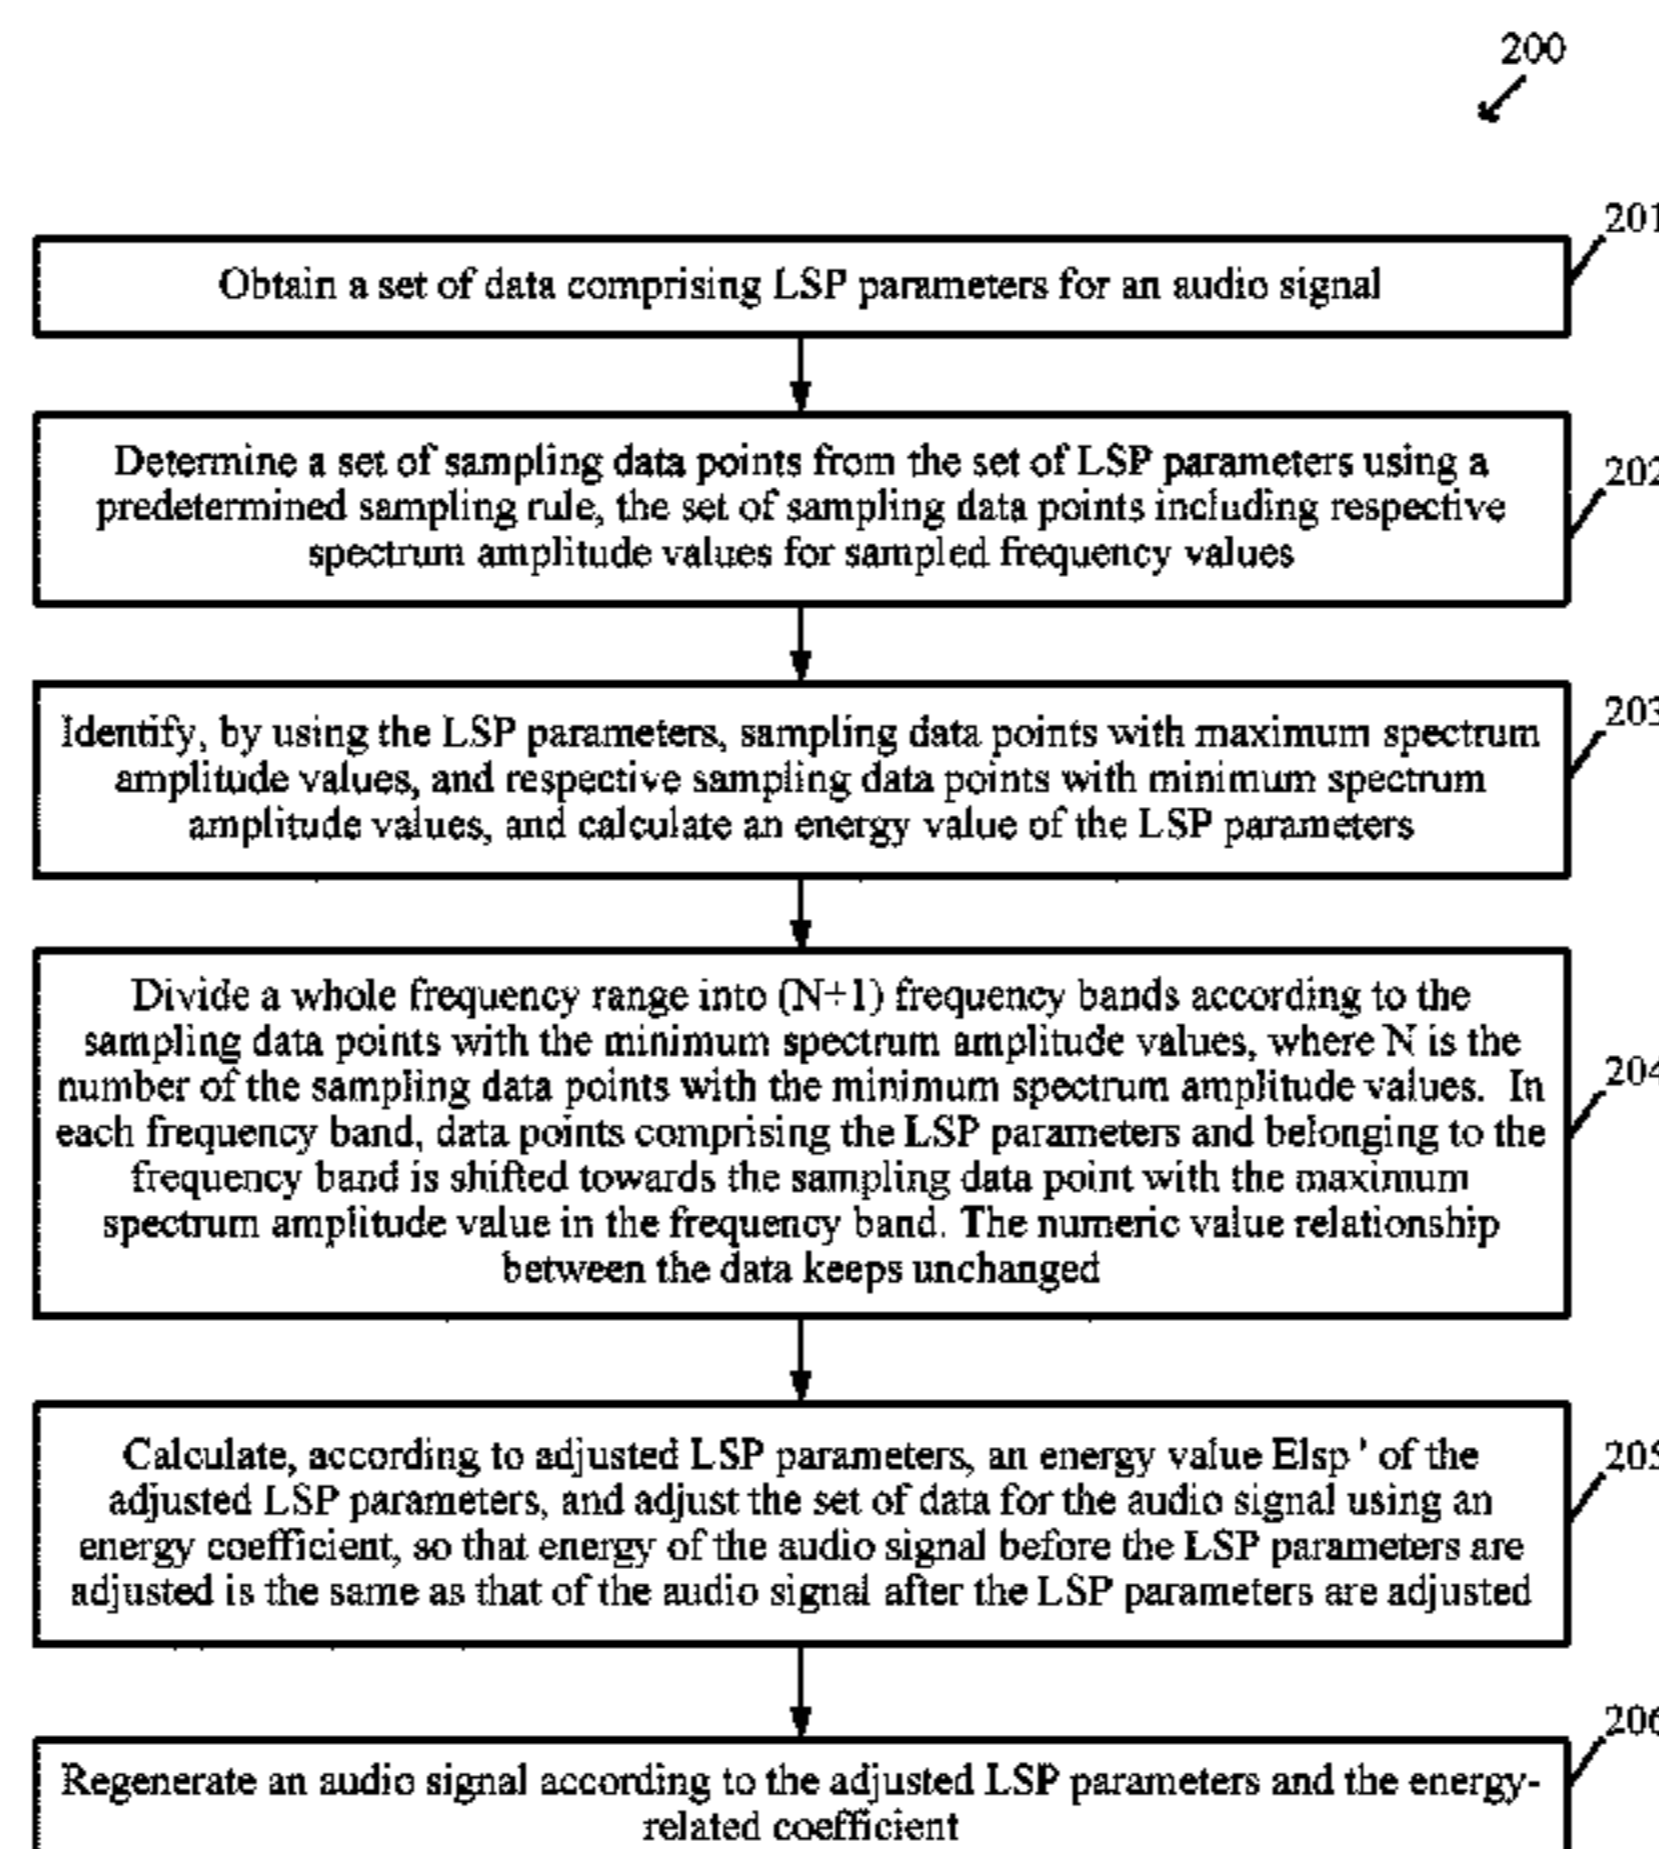 200
201
Obtain a set of data comprising LSP parameters for an audio signal
202
Determine a set of sampling data points from the set of LSP parameters using a
predetermined sampling rule, the set of sampling data points including respective
spectrum amplitude values for sampled frequency values
203
Identify, by using the LSP parameters, sampling data points with maximum spectrum
amplitude values, and respective sampling data points with minimum spectrum
amplitude values, and calculate an energy value of the LSP parameters
204
Divide a whole frequency range into (N+1) frequency bands according to the
sampling data points with the minimum spectrum amplitude values, where N is the
number of the sampling data points with the minimum spectrum amplitude values. In
each frequency band, data points comprising the LSP parameters and belonging to the
frequency band is shifted towards the sampling data point with the maximum
spectrum amplitude value in the frequency band. The numeric value relationship
between the data keeps unchanged
205
Calculate, according to adjusted LSP parameters, an energy value Elsp ' of the
adjusted LSP parameters, and adjust the set of data for the audio signal using an
energy coefficient, so that energy of the audio signal before the LSP parameters are
adjusted is the same as that of the audio signal after the LSP parameters are adjusted
206
Regenerate an audio signal according to the adjusted LSP parameters and the energy-
related coefficient